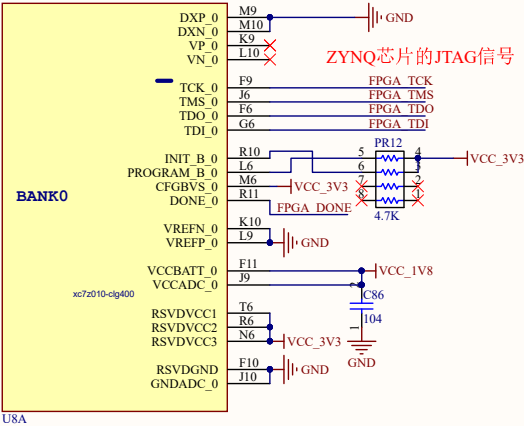 DXP_0 M9 GND
DXN_0 M10
VP_0 K9
VN_0 L10
ZYNQ芯片的JTAG信号
TCK_0 F9 FPGA_TCK
TMS_0 J6 FPGA_TMS
TDO_0 F6 FPGA_TDO
TDI_0 G6 FPGA_TDI
PR12
INIT_B_0 R10 5 4 VCC_3V3
PROGRAM_B_0 L6 6 3
CFGBVS_0 M6 VCC_3V3 7 2
DONE_0 R11 FPGA_DONE 8 1
4.7K
BANK0
VREFN_0 K10
VREFP_0 L9 GND
VCCBATT_0 F11 VCC_1V8
VCCADC_0 J9 2
xc7z010-clg400
C86
104
1
GND
RSVDVCC1 T6
RSVDVCC2 R6
RSVDVCC3 N6 VCC_3V3
RSVDGND F10 GND
GNDADC_0 J10
U8A